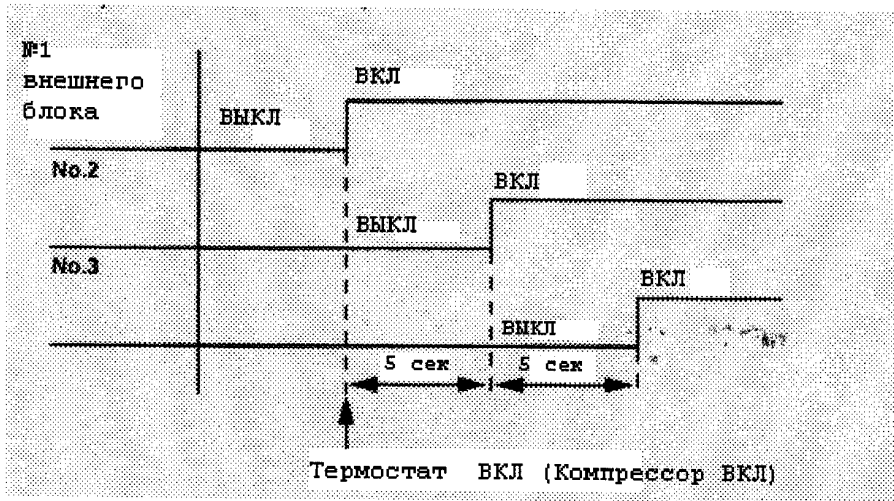 №1
внешнего
блока
ВЫКЛ
ВКЛ
No.2
ВЫКЛ
ВКЛ
No.3
ВЫКЛ
ВКЛ
5 сек
5 сек
Термостат ВКЛ (Компрессор ВКЛ)